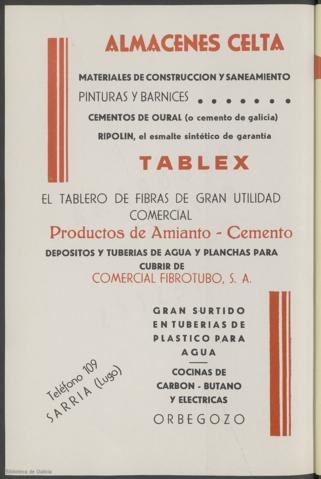 ALMACENES CELTA
MATERIALES DE CONSTRUCCION Y SANEAMIENTO
PINTURAS Y BARNICES . . . . . . .
CEMENTOS DE OURAL (o cemento de galicia)
RIPOLIN, el esmalte sintético de garantía
TABLEX
EL TABLERO DE FIBRAS DE GRAN UTILIDAD
COMERCIAL
Productos de Amianto - Cemento
DEPOSITOS Y TUBERIAS DE AGUA Y PLANCHAS PARA
CUBRIR DE
COMERCIAL FIBROTUBO, S. A.
GRAN SURTIDO
EN TUBERIAS DE
PLASTICO PARA
AGUA
COCINAS DE
CARBON - BUTANO
Y ELECTRICAS
ORBEGOZO
Teléfono 109
SARRIA (Lugo)
Biblioteca de Galicia